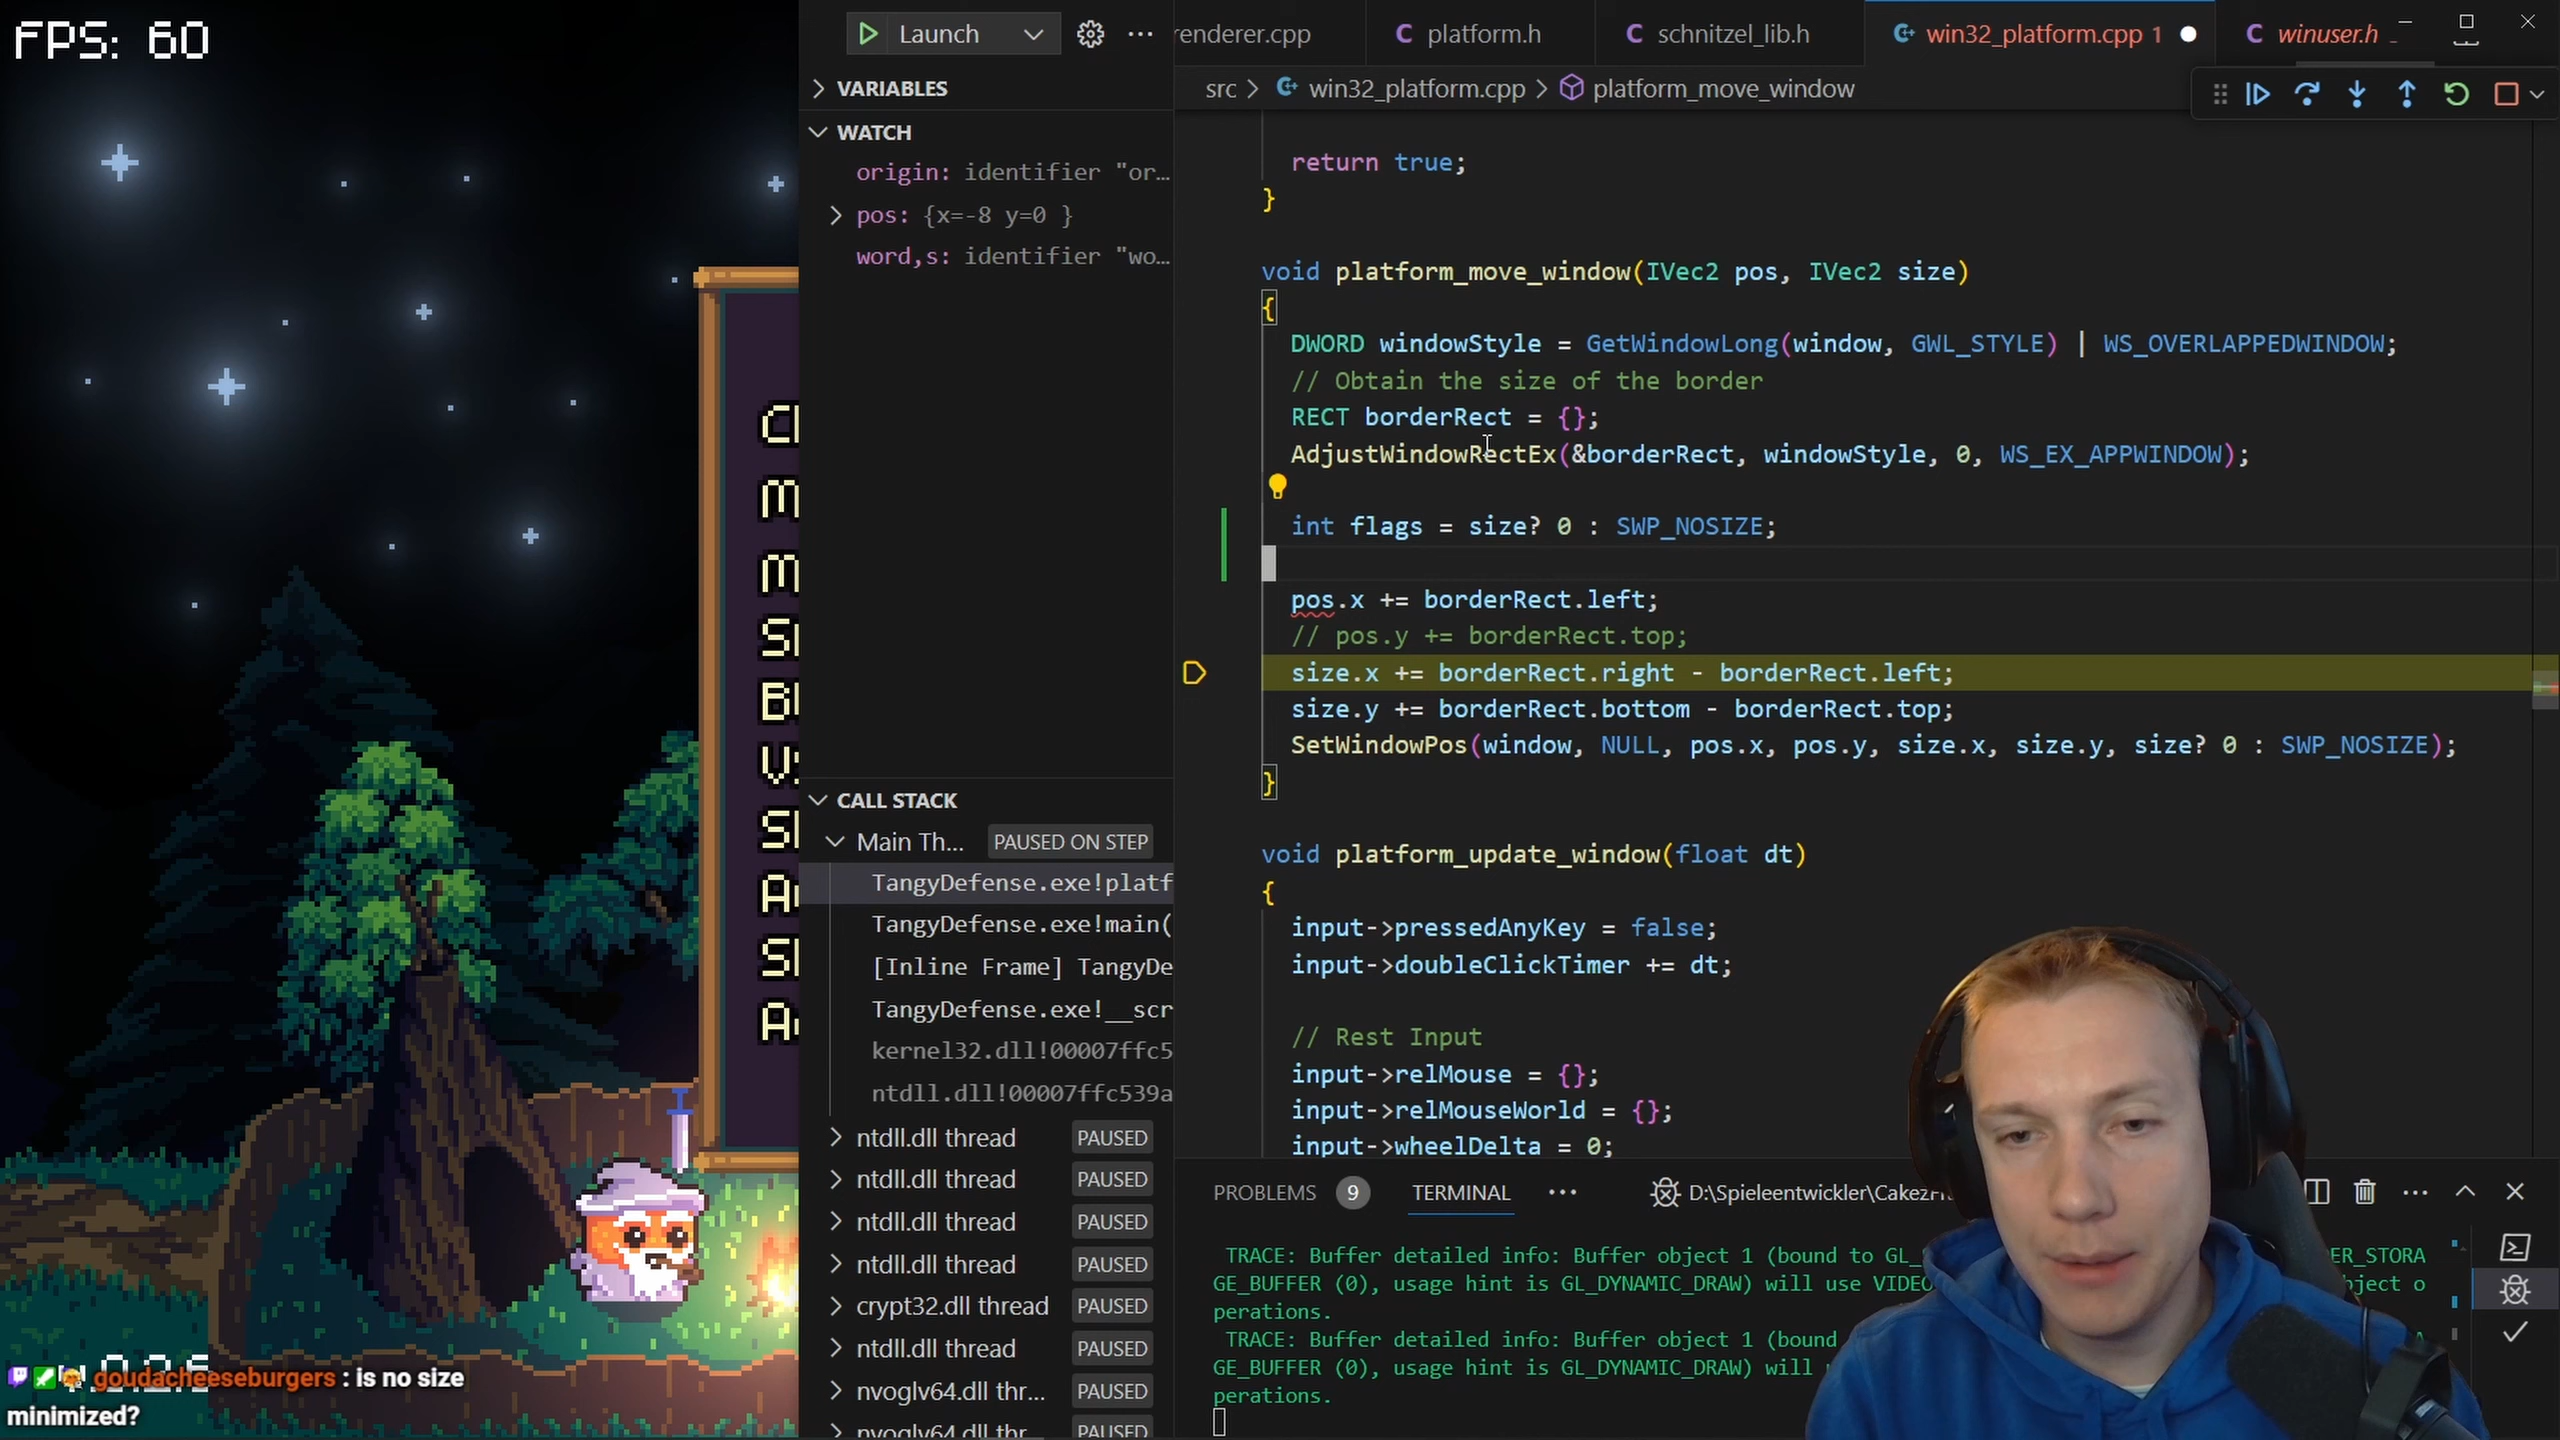 FPS: 60
Launch
VARIABLES
WATCH
origin: identifier "or…
pos: {x=-8 y=0 }
word,s: identifier "wo…
CALL STACK
Main Th… PAUSED ON STEP
TangyDefense.exe!platf
TangyDefense.exe!main(
[Inline Frame] TangyDe
TangyDefense.exe!__scr
kernel32.dll!00007ffc5
ntdll.dll!00007ffc539a
ntdll.dll thread PAUSED
ntdll.dll thread PAUSED
ntdll.dll thread PAUSED
ntdll.dll thread PAUSED
crypt32.dll thread PAUSED
ntdll.dll thread PAUSED
nvoglv64.dll thr… PAUSED
nvoglv64.dll thr… PAUSED
renderer.cpp platform.h schnitzel_lib.h win32_platform.cpp 1 winuser.h
src > win32_platform.cpp > platform_move_window
return true;
}
void platform_move_window(IVec2 pos, IVec2 size)
{
DWORD windowStyle = GetWindowLong(window, GWL_STYLE) | WS_OVERLAPPEDWINDOW;
// Obtain the size of the border
RECT borderRect = {};
AdjustWindowRectEx(&borderRect, windowStyle, 0, WS_EX_APPWINDOW);
int flags = size? 0 : SWP_NOSIZE;
pos.x += borderRect.left;
// pos.y += borderRect.top;
size.x += borderRect.right - borderRect.left;
size.y += borderRect.bottom - borderRect.top;
SetWindowPos(window, NULL, pos.x, pos.y, size.x, size.y, size? 0 : SWP_NOSIZE);
}
void platform_update_window(float dt)
{
input->pressedAnyKey = false;
input->doubleClickTimer += dt;
// Rest Input
input->relMouse = {};
input->relMouseWorld = {};
input->wheelDelta = 0;
PROBLEMS 9 TERMINAL D:\Spieleentwickler\
TRACE: Buffer detailed info: Buffer object 1 (bound to ER_STORA
GE_BUFFER (0), usage hint is GL_DYNAMIC_DRAW) will use VIDEO bject o
perations.
TRACE: Buffer detailed info: Buffer object 1 (bound
GE_BUFFER (0), usage hint is GL_DYNAMIC_DRAW) will
perations.
goudacheeseburgers : is no size
minimized?